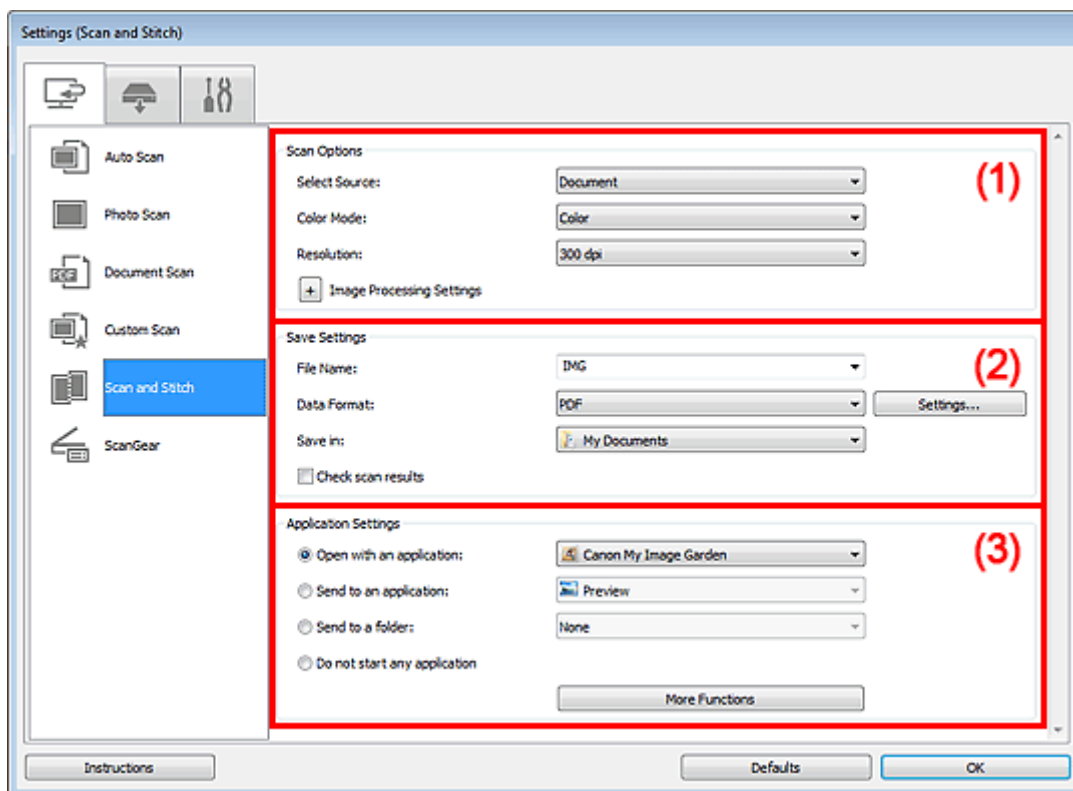 Settings (Scan and Stitch)
Auto Scan
Photo Scan
PDF
Document Scan
Custom Scan
Scan and Stitch
ScanGear
Scan Options
(1)
Select Source: Document
Color Mode: Color
Resolution: 300 dpi
+ Image Processing Settings
Save Settings
(2)
File Name: IMG
Data Format: PDF Settings...
Save in: My Documents
Check scan results
Application Settings
(3)
Open with an application: Canon My Image Garden
Send to an application: Preview
Send to a folder: None
Do not start any application
More Functions
Instructions Defaults OK